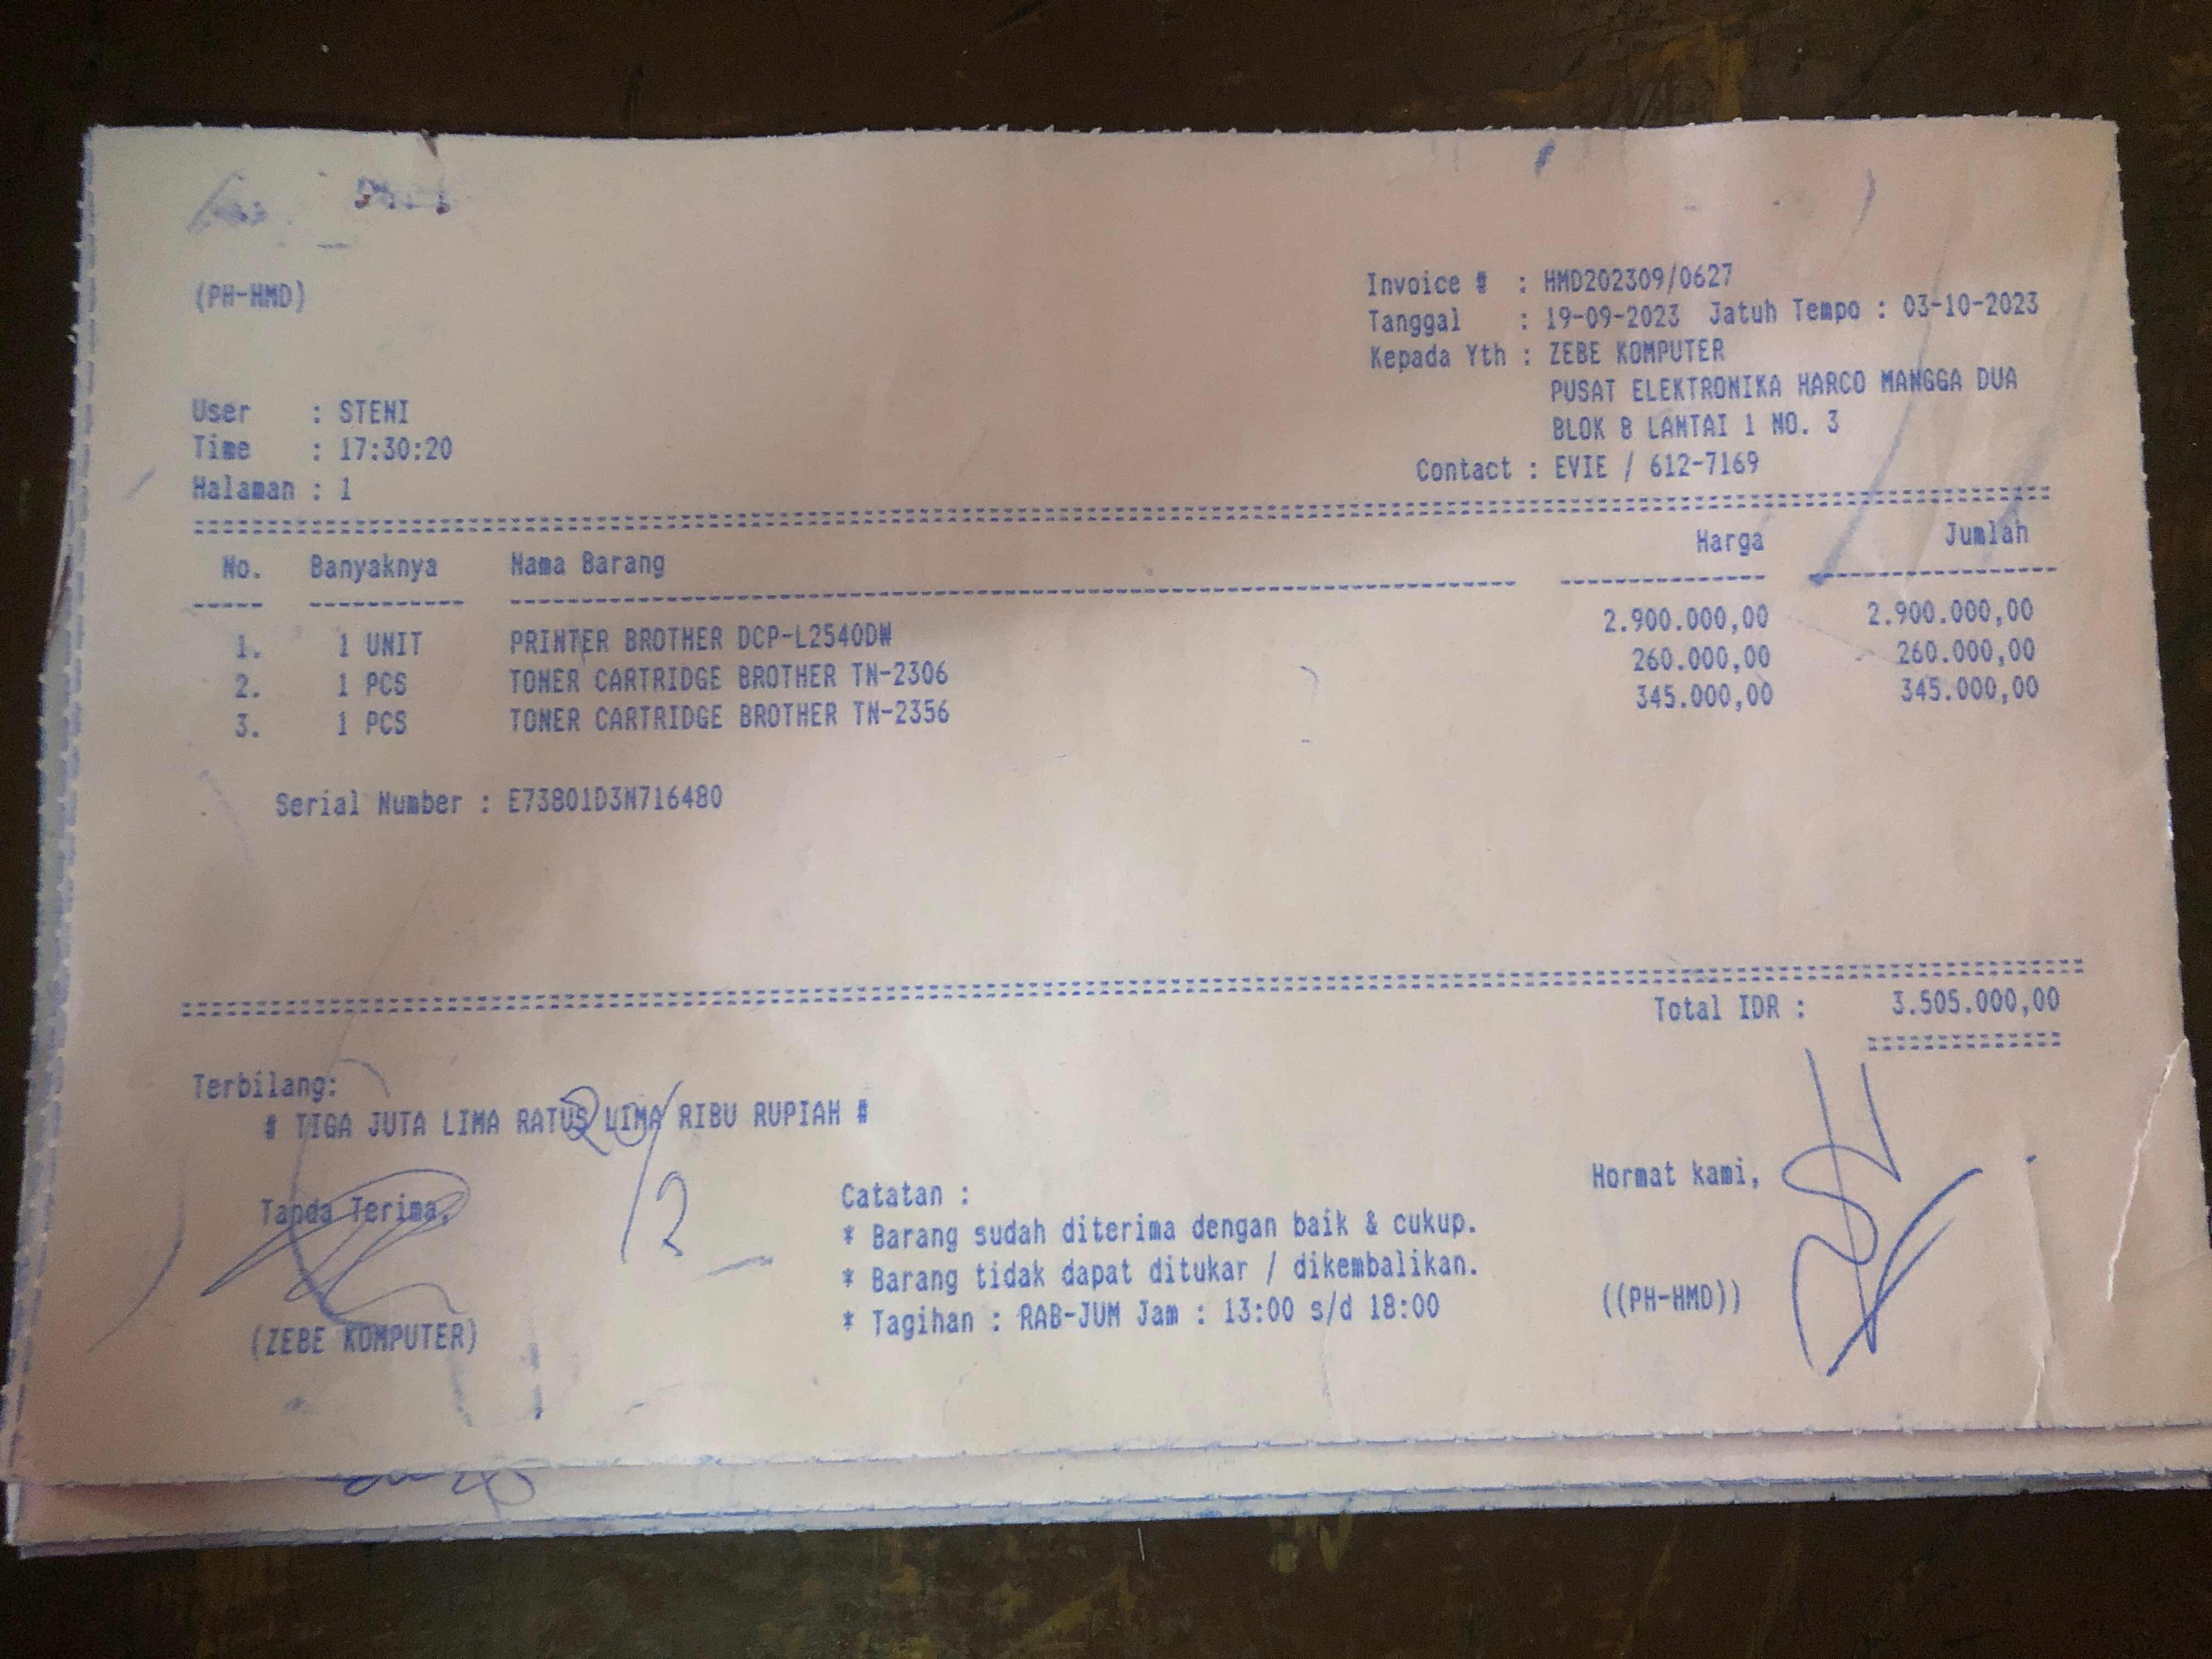 (PH-HMD)
Invoice # : HMD202309/0627
Tanggal : 19-09-2023 Jatuh Tempo : 03-10-2023
Kepada Yth : ZEBE KOMPUTER
PUSAT ELEKTRONIKA HARCO MANGGA DUA
BLOK B LANTAI 1 NO. 3
Contact : EVIE / 612-7169
User : STENI
Time : 17:30:20
Halaman : 1
No. Banyaknya Nama Barang Harga Jumlah
1. 1 UNIT PRINTER BROTHER DCP-L2540DW 2.900.000,00 2.900.000,00
2. 1 PCS TONER CARTRIDGE BROTHER TN-2306 260.000,00 260.000,00
3. 1 PCS TONER CARTRIDGE BROTHER TN-2356 345.000,00 345.000,00
Serial Number : E73801D3N716480
Total IDR : 3.505.000,00
Terbilang:
# TIGA JUTA LIMA RATUS LIMA RIBU RUPIAH #
Tanda Terima,
(ZEBE KOMPUTER)
Catatan :
* Barang sudah diterima dengan baik & cukup.
* Barang tidak dapat ditukar / dikembalikan.
* Tagihan : RAB-JUM Jam : 13:00 s/d 18:00
Hormat kami,
((PH-HMD))